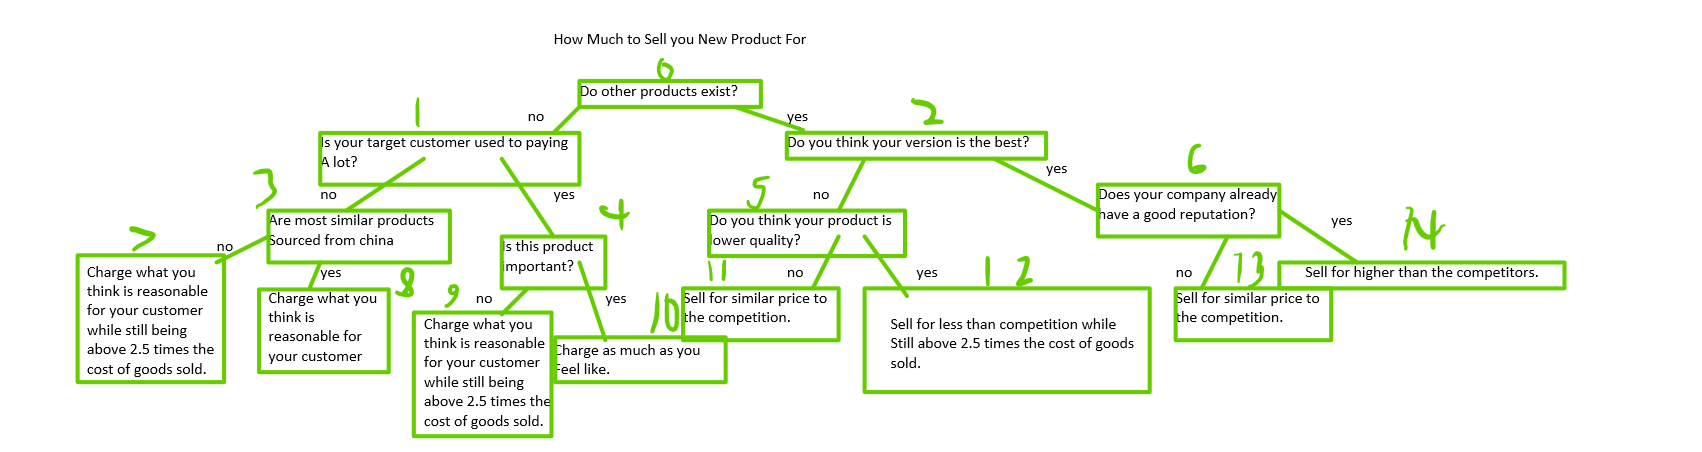 How Much to Sell you New Product For
0
Do other products exist?
no
yes
1
2
Is your target customer used to paying
A lot?
Do you think your version is the best?
no
yes
no
yes
3
4
5
6
Are most similar products
Sourced from china
Is this product
important?
Do you think your product is
lower quality?
Does your company already
have a good reputation?
no
yes
no
yes
no
yes
no
yes
7
8
9
10
11
12
13
14
Charge what you
think is reasonable
for your customer
while still being
above 2.5 times the
cost of goods sold.
Charge what you
think is
reasonable for
your customer
Charge what you
think is reasonable
for your customer
while still being
above 2.5 times the
cost of goods sold.
Charge as much as you
Feel like.
Sell for similar price to
the competition.
Sell for less than competition while
Still above 2.5 times the cost of goods
sold.
Sell for similar price to
the competition.
Sell for higher than the competitors.